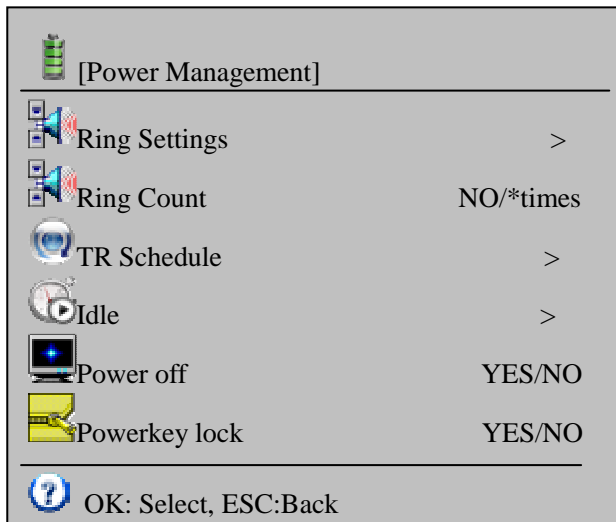 [Power Management]
Ring Settings >
Ring Count NO/*times
TR Schedule >
Idle >
Power off YES/NO
Powerkey lock YES/NO
OK: Select, ESC:Back